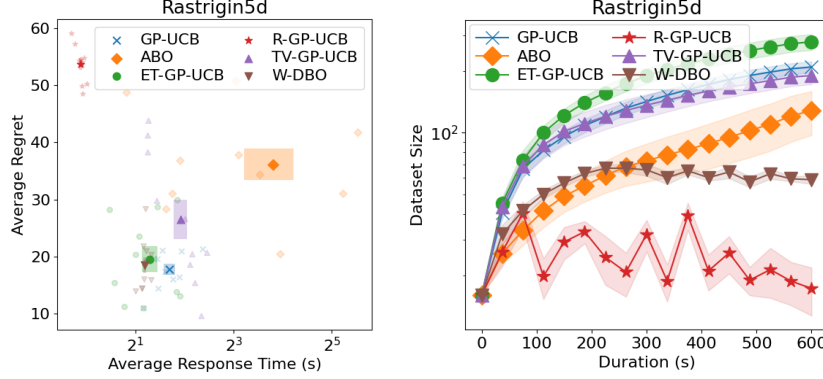 Rastrigin5d
Average Regret
60
50
40
30
20
10
GP-UCB
ABO
ET-GP-UCB
R-GP-UCB
TV-GP-UCB
W-DBO
2^1
2^3
2^5
Average Response Time (s)
Rastrigin5d
Dataset Size
10^2
GP-UCB
ABO
ET-GP-UCB
R-GP-UCB
TV-GP-UCB
W-DBO
0
100
200
300
400
500
600
Duration (s)